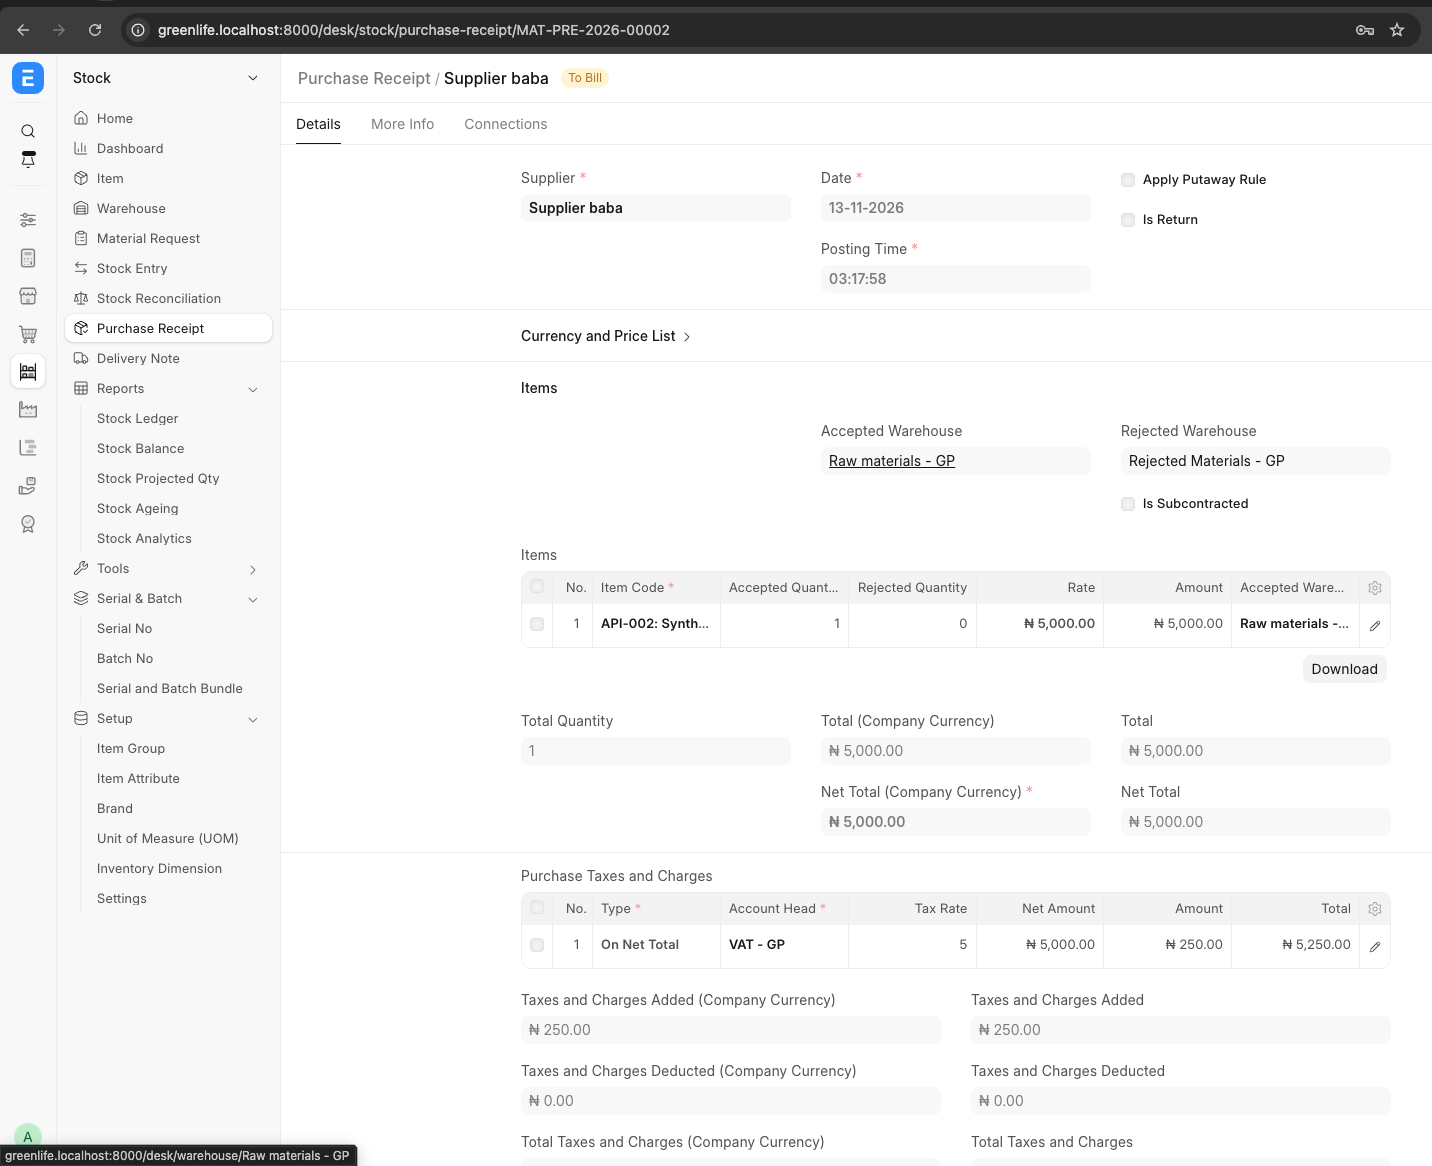 greenlife.localhost:8000/desk/stock/purchase-receipt/MAT-PRE-2026-00002
E
Stock
Home
Dashboard
Item
Warehouse
Material Request
Stock Entry
Stock Reconciliation
Purchase Receipt
Delivery Note
Reports
Stock Ledger
Stock Balance
Stock Projected Qty
Stock Ageing
Stock Analytics
Tools
Serial & Batch
Serial No
Batch No
Serial and Batch Bundle
Setup
Item Group
Item Attribute
Brand
Unit of Measure (UOM)
Inventory Dimension
Settings
A
greenlife.localhost:8000/desk/warehouse/Raw materials - GP
Purchase Receipt / Supplier baba To Bill
Details More Info Connections
Supplier * Date * Apply Putaway Rule
Supplier baba 13-11-2026
Is Return
Posting Time *
03:17:58
Currency and Price List
Items
Accepted Warehouse Rejected Warehouse
Raw materials - GP Rejected Materials - GP
Is Subcontracted
Items
No. Item Code * Accepted Quant... Rejected Quantity Rate Amount Accepted Ware...
1 API-002: Synth... 1 0 ₦ 5,000.00 ₦ 5,000.00 Raw materials -...
Download
Total Quantity Total (Company Currency) Total
1 ₦ 5,000.00 ₦ 5,000.00
Net Total (Company Currency) * Net Total
₦ 5,000.00 ₦ 5,000.00
Purchase Taxes and Charges
No. Type * Account Head * Tax Rate Net Amount Amount Total
1 On Net Total VAT - GP 5 ₦ 5,000.00 ₦ 250.00 ₦ 5,250.00
Taxes and Charges Added (Company Currency) Taxes and Charges Added
₦ 250.00 ₦ 250.00
Taxes and Charges Deducted (Company Currency) Taxes and Charges Deducted
₦ 0.00 ₦ 0.00
Total Taxes and Charges (Company Currency) Total Taxes and Charges